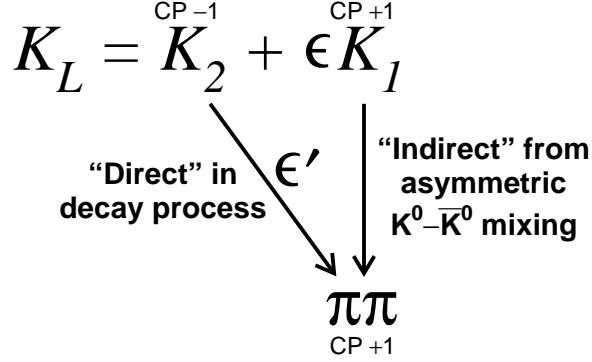 CP −1 CP +1
K_L = K_2 + ϵK_1
“Direct” in
decay process
ϵ′
“Indirect” from
asymmetric
K⁰–K̅⁰ mixing
ππ
CP +1